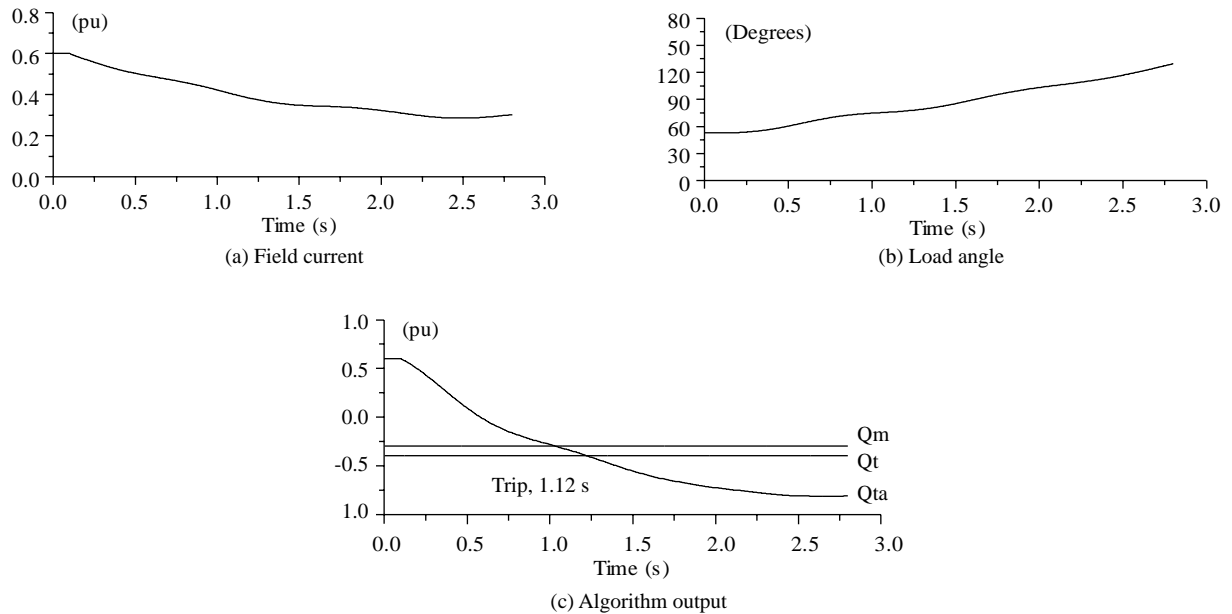 (pu)
0.8
0.6
0.4
0.2
0.0
0.0 0.5 1.0 1.5 2.0 2.5 3.0
Time (s)
(a) Field current
(Degrees)
80
50
120
90
60
30
0
0.0 0.5 1.0 1.5 2.0 2.5 3.0
Time (s)
(b) Load angle
(pu)
1.0
0.5
0.0
-0.5
1.0
Qm
Qt
Qta
Trip, 1.12 s
0.0 0.5 1.0 1.5 2.0 2.5 3.0
Time (s)
(c) Algorithm output